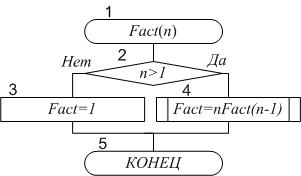 1
Fact(n)
2
Нет
Да
n>1
3
4
Fact=1
Fact=nFact(n-1)
5
КОНЕЦ